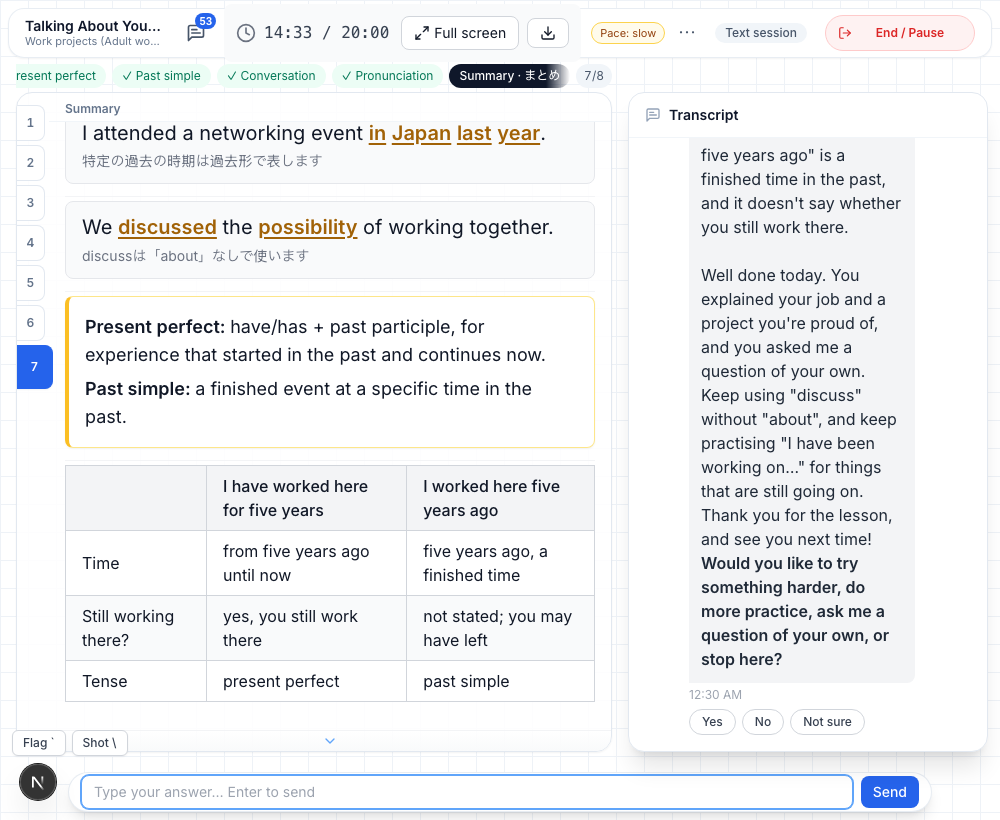 Talking About You...
Work projects (Adult wo...
53
14:33 / 20:00
Full screen
Pace: slow
...
Text session
End / Pause
resent perfect
✓ Past simple
✓ Conversation
✓ Pronunciation
Summary · まとめ
7/8
1
2
3
4
5
6
7
Summary
I attended a networking event in Japan last year.
特定の過去の時期は過去形で表します
We discussed the possibility of working together.
discussは「about」なしで使います
Present perfect: have/has + past participle, for
experience that started in the past and continues now.
Past simple: a finished event at a specific time in the
past.
I have worked here
for five years
I worked here five
years ago
Time
from five years ago
until now
five years ago, a
finished time
Still working
there?
yes, you still work
there
not stated; you may
have left
Tense
present perfect
past simple
Transcript
five years ago" is a
finished time in the past,
and it doesn't say whether
you still work there.
Well done today. You
explained your job and a
project you're proud of,
and you asked me a
question of your own.
Keep using "discuss"
without "about", and keep
practising "I have been
working on..." for things
that are still going on.
Thank you for the lesson,
and see you next time!
Would you like to try
something harder, do
more practice, ask me a
question of your own, or
stop here?
12:30 AM
Yes
No
Not sure
Flag `
Shot \
N
Type your answer... Enter to send
Send